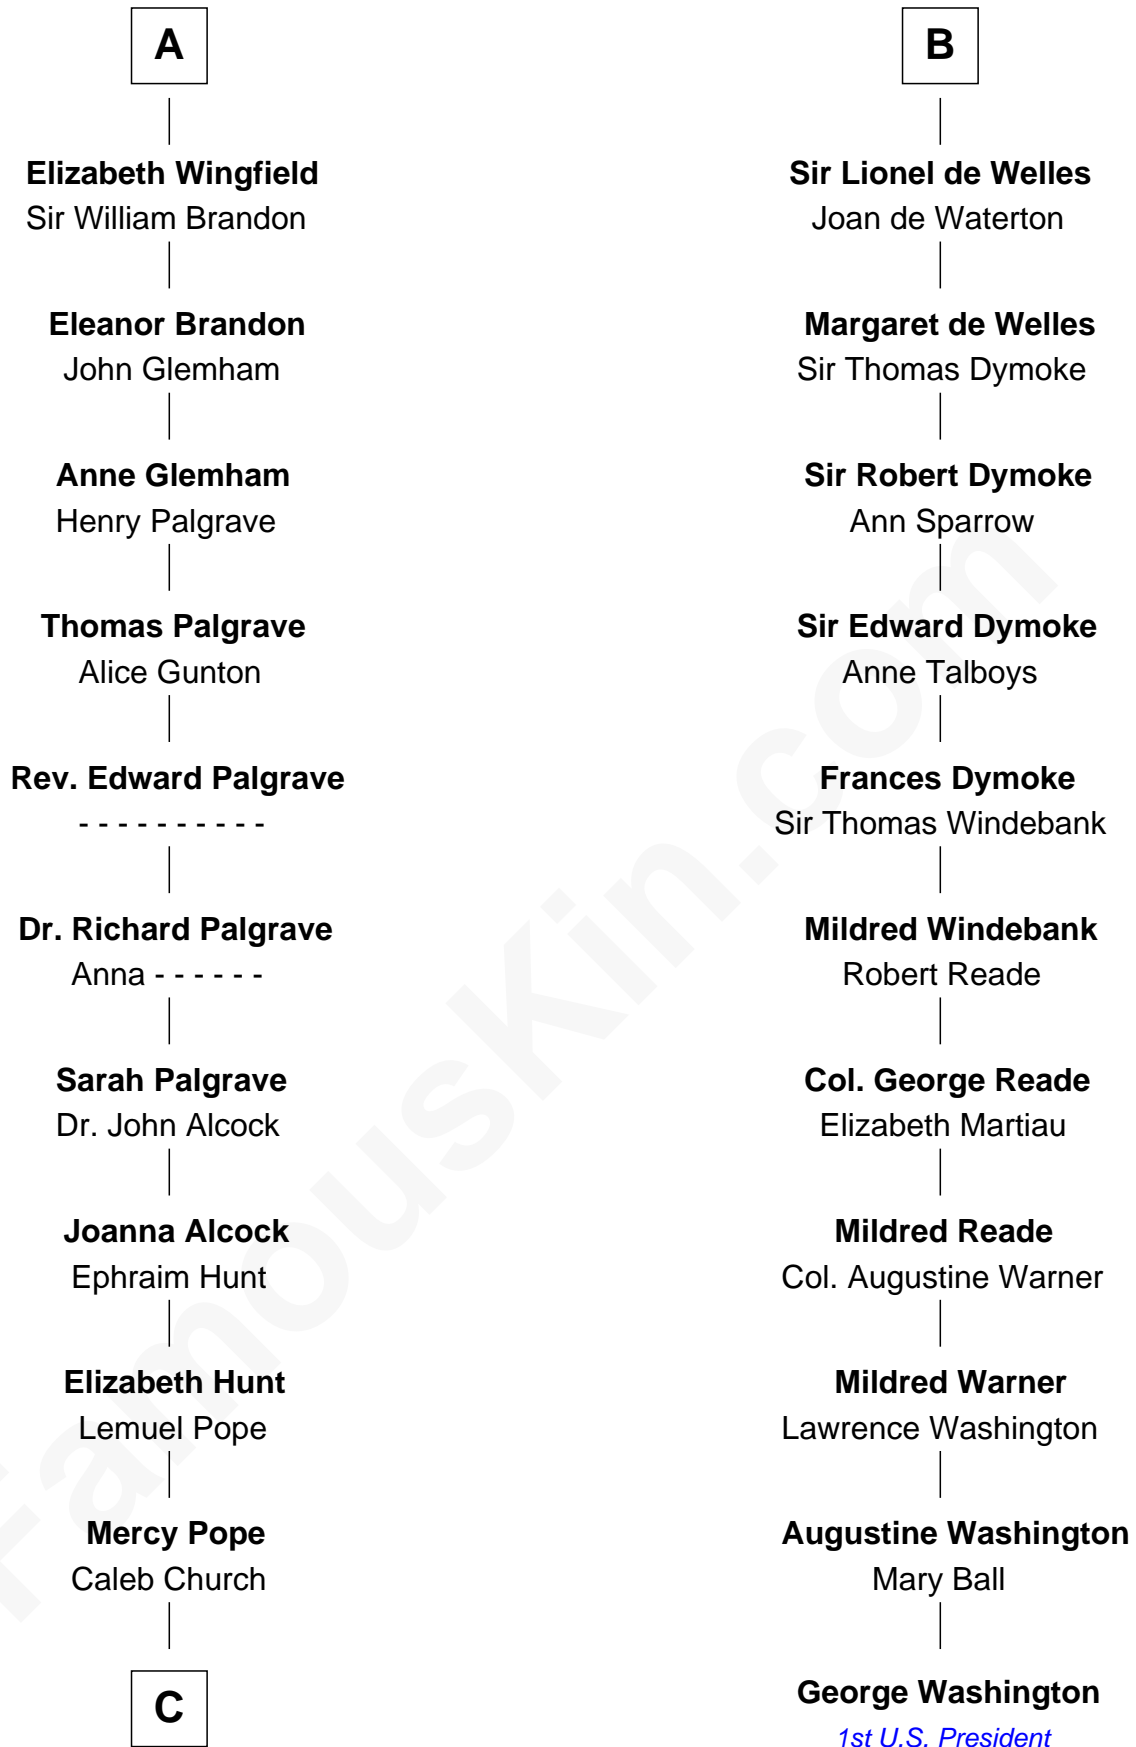 A
Elizabeth Wingfield
Sir William Brandon
Eleanor Brandon
John Glemham
Anne Glemham
Henry Palgrave
Thomas Palgrave
Alice Gunton
Rev. Edward Palgrave
- - - - - - - - - -
Dr. Richard Palgrave
Anna - - - - - -
Sarah Palgrave
Dr. John Alcock
Joanna Alcock
Ephraim Hunt
Elizabeth Hunt
Lemuel Pope
Mercy Pope
Caleb Church
C
B
Sir Lionel de Welles
Joan de Waterton
Margaret de Welles
Sir Thomas Dymoke
Sir Robert Dymoke
Ann Sparrow
Sir Edward Dymoke
Anne Talboys
Frances Dymoke
Sir Thomas Windebank
Mildred Windebank
Robert Reade
Col. George Reade
Elizabeth Martiau
Mildred Reade
Col. Augustine Warner
Mildred Warner
Lawrence Washington
Augustine Washington
Mary Ball
George Washington
1st U.S. President
FamousKin.com